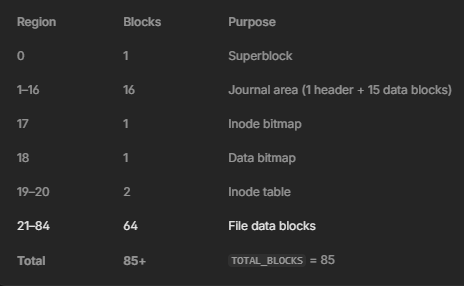 Region Blocks Purpose
0 1 Superblock
1–16 16 Journal area (1 header + 15 data blocks)
17 1 Inode bitmap
18 1 Data bitmap
19–20 2 Inode table
21–84 64 File data blocks
Total 85+ TOTAL_BLOCKS = 85